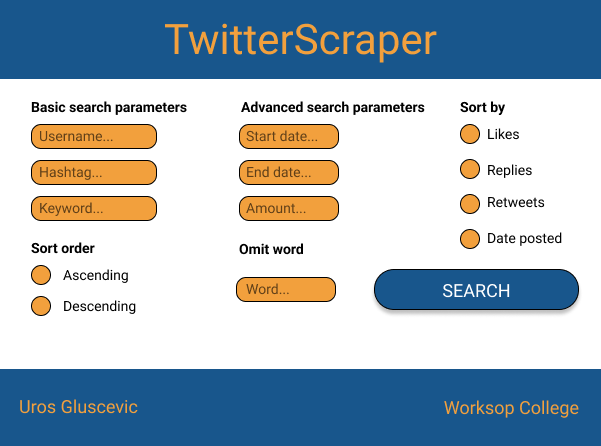 TwitterScraper
Basic search parameters
Username...
Hashtag...
Keyword...
Sort order
Ascending
Descending
Advanced search parameters
Start date...
End date...
Amount...
Omit word
Word...
Sort by
Likes
Replies
Retweets
Date posted
SEARCH
Uros Gluscevic
Worksop College